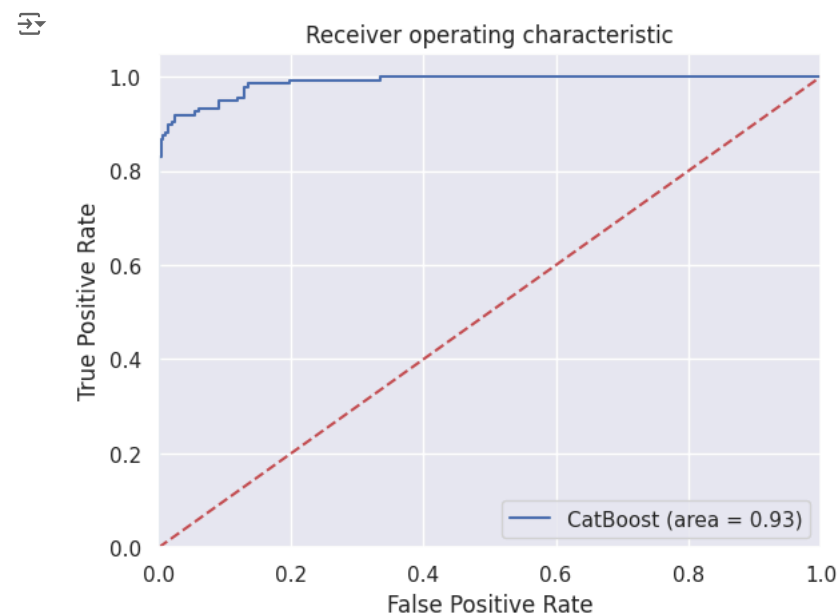 Receiver operating characteristic
1.0
0.8
0.6
0.4
0.2
0.0
True Positive Rate
CatBoost (area = 0.93)
0.0 0.2 0.4 0.6 0.8 1.0
False Positive Rate